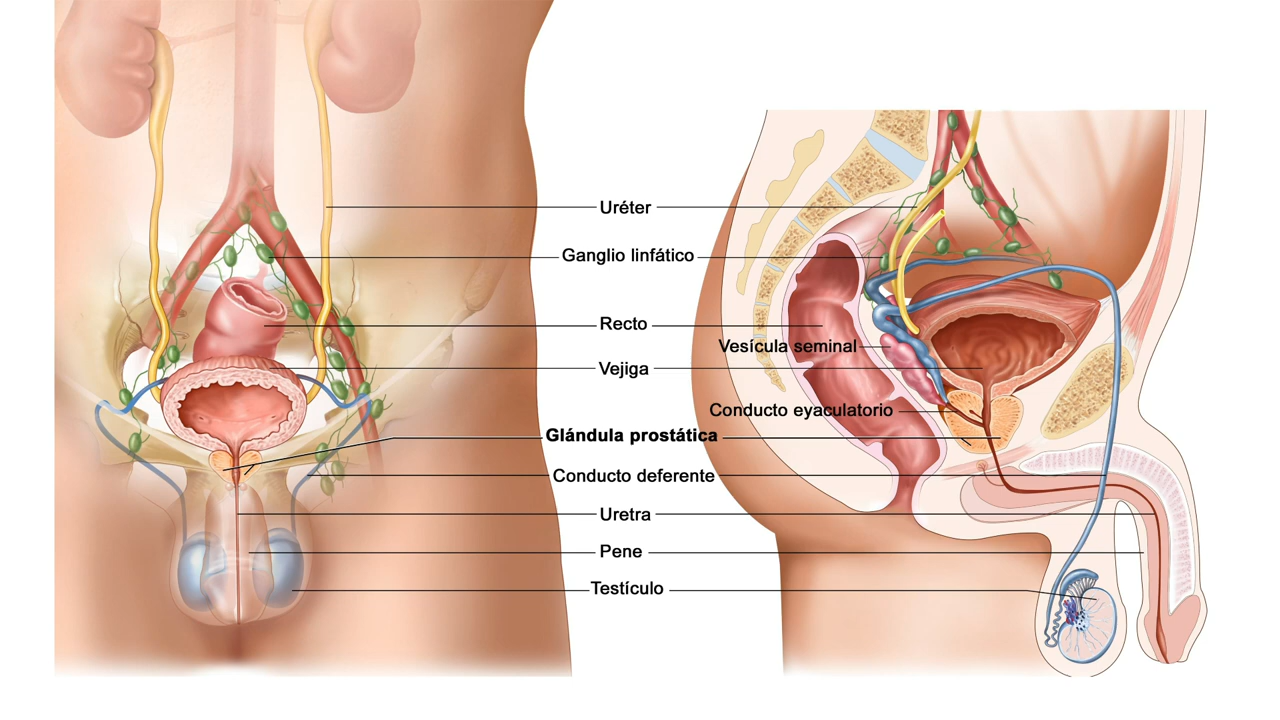 Uréter
Ganglio linfático
Recto
Vesícula seminal
Vejiga
Conducto eyaculatorio
Glándula prostática
Conducto deferente
Uretra
Pene
Testículo